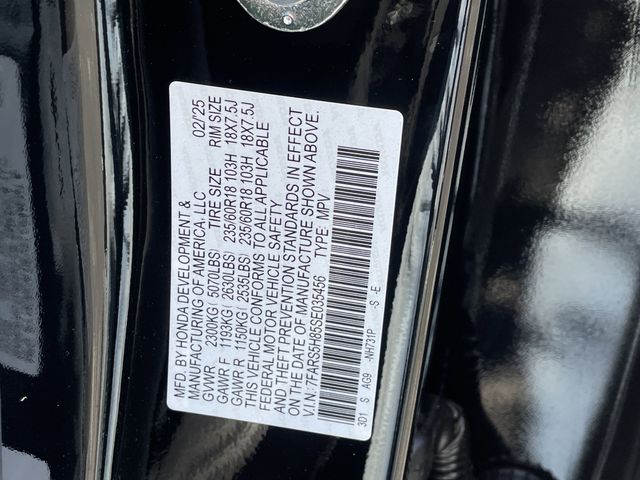 MFD BY HONDA DEVELOPMENT & 02/25
MANUFACTURING OF AMERICA, LLC.
GVWR 2300KG( 5070LBS) TIRE SIZE RIM SIZE
GAWR F 1193KG( 2630LBS) 235/60R18 103H 18X7.5J
GAWR R 1150KG( 2535LBS) 235/60R18 103H 18X7.5J
THIS VEHICLE CONFORMS TO ALL APPLICABLE
FEDERAL MOTOR VEHICLE SAFETY
AND THEFT PREVENTION STANDARDS IN EFFECT
ON THE DATE OF MANUFACTURE SHOWN ABOVE.
V.I.N.: 7FARS5H86SE035456 TYPE: MPV
3D1 S AG9 -NH731P -S -E